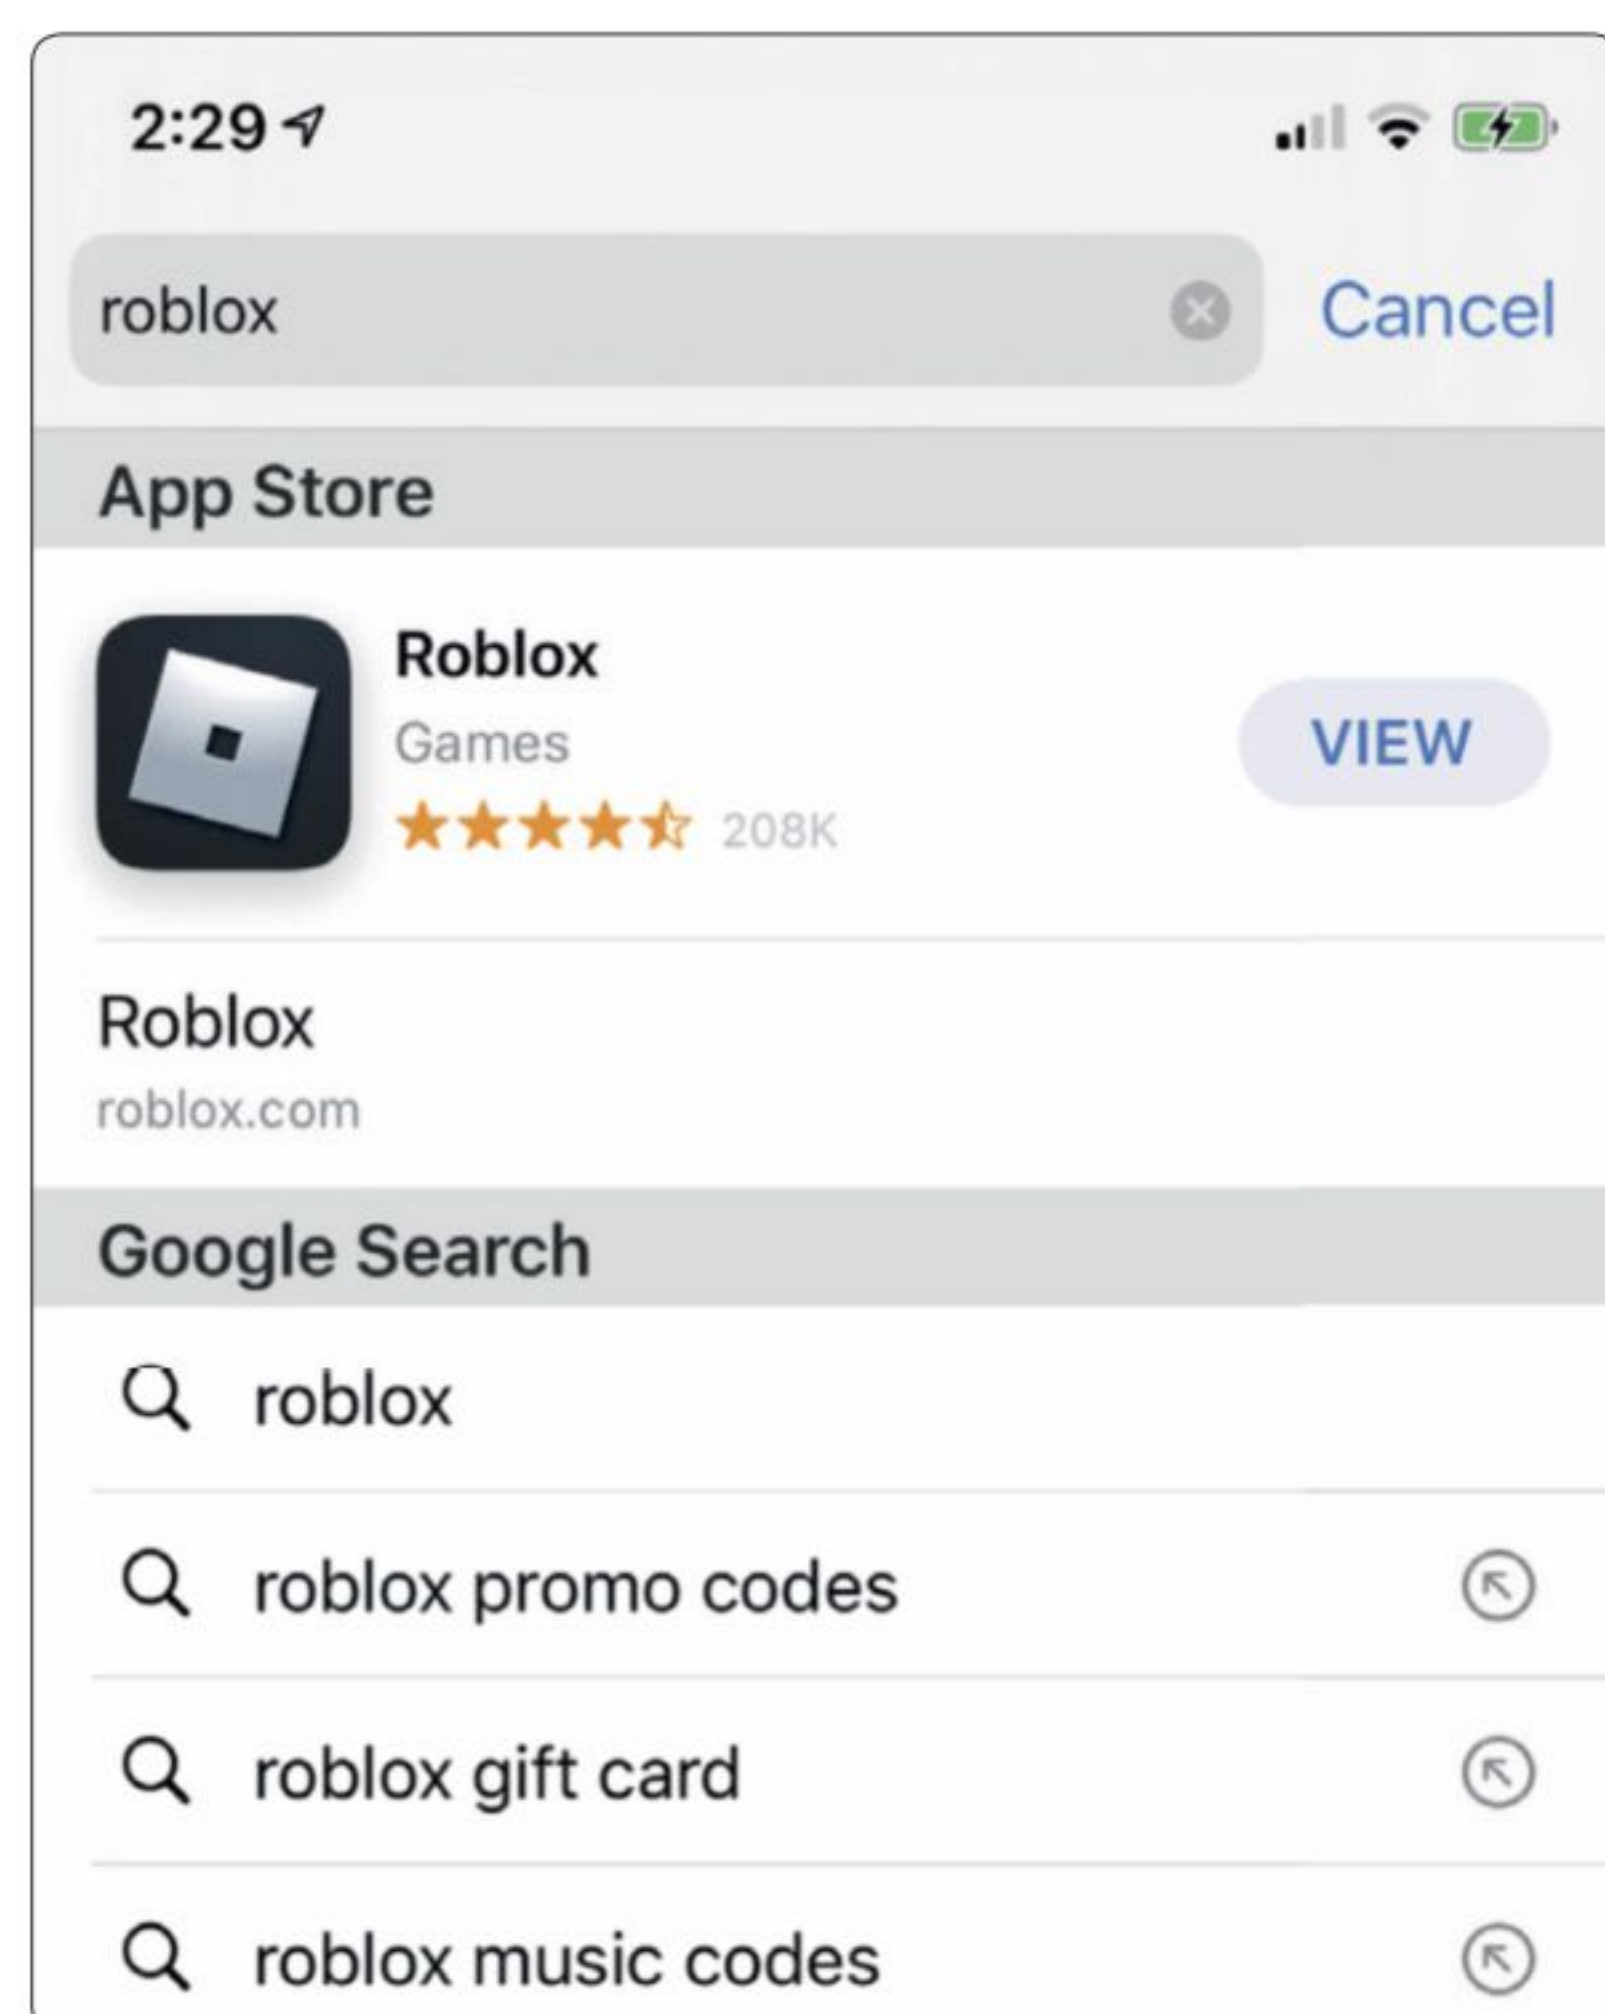 2:29
roblox
Cancel
App Store
Roblox
Games
208K
VIEW
Roblox
roblox.com
Google Search
roblox
roblox promo codes
roblox gift card
roblox music codes